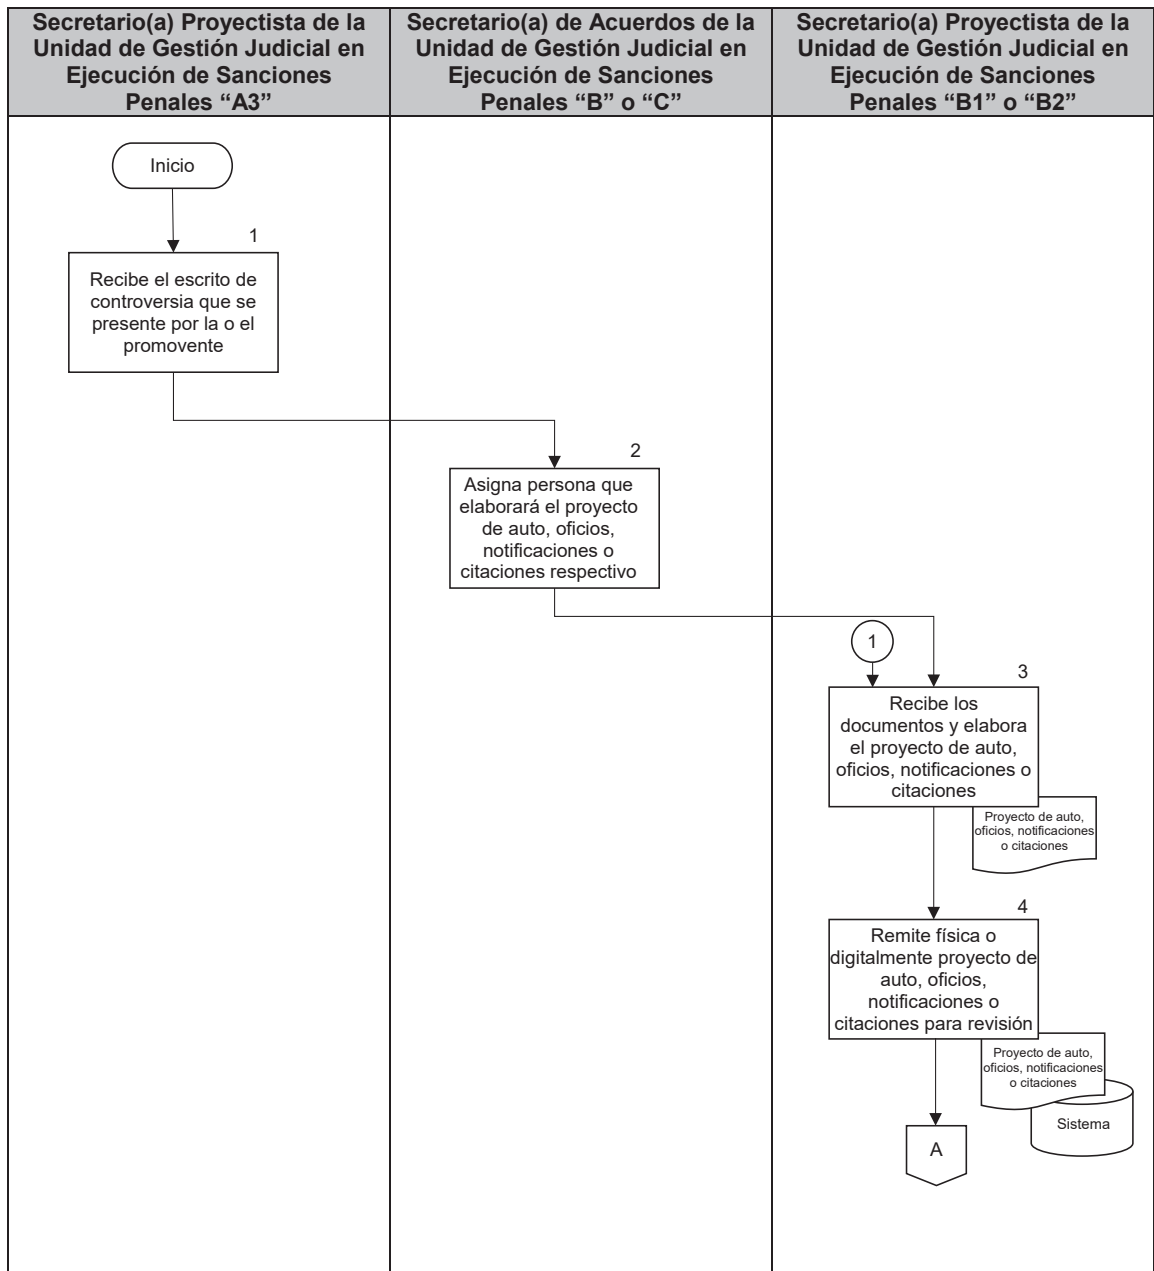 Secretario(a) Proyectista de la
Unidad de Gestión Judicial en
Ejecución de Sanciones
Penales “A3”
Secretario(a) de Acuerdos de la
Unidad de Gestión Judicial en
Ejecución de Sanciones
Penales “B” o “C”
Secretario(a) Proyectista de la
Unidad de Gestión Judicial en
Ejecución de Sanciones
Penales “B1” o “B2”
Inicio
1
Recibe el escrito de
controversia que se
presente por la o el
promovente
2
Asigna persona que
elaborará el proyecto
de auto, oficios,
notificaciones o
citaciones respectivo
1
3
Recibe los
documentos y elabora
el proyecto de auto,
oficios, notificaciones o
citaciones
Proyecto de auto,
oficios, notificaciones
o citaciones
4
Remite física o
digitalmente proyecto de
auto, oficios,
notificaciones o
citaciones para revisión
Proyecto de auto,
oficios, notificaciones
o citaciones
Sistema
A